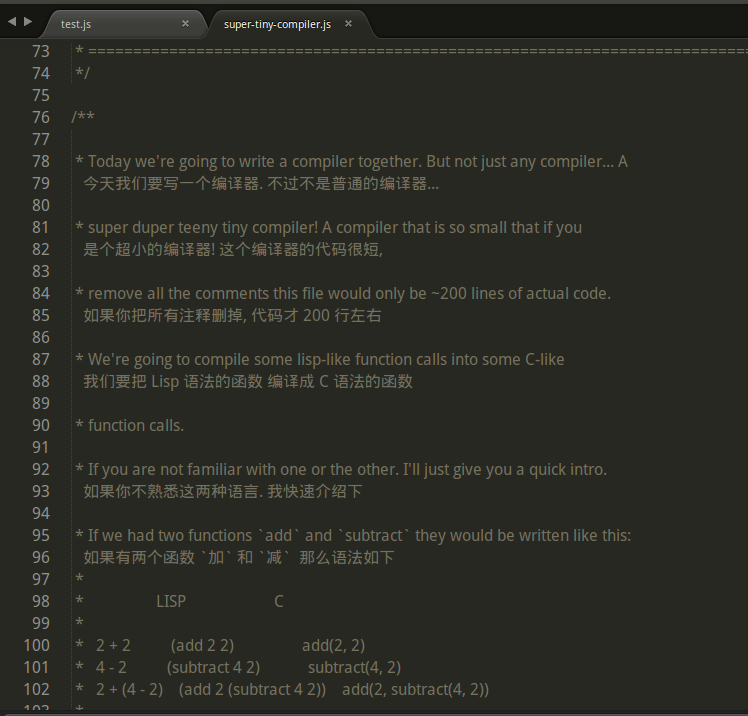 test.js × super-tiny-compiler.js ×
73 * ==========================================================================
74 */
75
76 /**
77
78 * Today we're going to write a compiler together. But not just any compiler... A
79 今天我们要写一个编译器. 不过不是普通的编译器...
80
81 * super duper teeny tiny compiler! A compiler that is so small that if you
82 是个超小的编译器! 这个编译器的代码很短,
83
84 * remove all the comments this file would only be ~200 lines of actual code.
85 如果你把所有注释删掉, 代码才 200 行左右
86
87 * We're going to compile some lisp-like function calls into some C-like
88 我们要把 Lisp 语法的函数 编译成 C 语法的函数
89
90 * function calls.
91
92 * If you are not familiar with one or the other. I'll just give you a quick intro.
93 如果你不熟悉这两种语言. 我快速介绍下
94
95 * If we had two functions `add` and `subtract` they would be written like this:
96 如果有两个函数 `加` 和 `减` 那么语法如下
97 *
98 * LISP C
99 *
100 * 2 + 2 (add 2 2) add(2, 2)
101 * 4 - 2 (subtract 4 2) subtract(4, 2)
102 * 2 + (4 - 2) (add 2 (subtract 4 2)) add(2, subtract(4, 2))
103 *